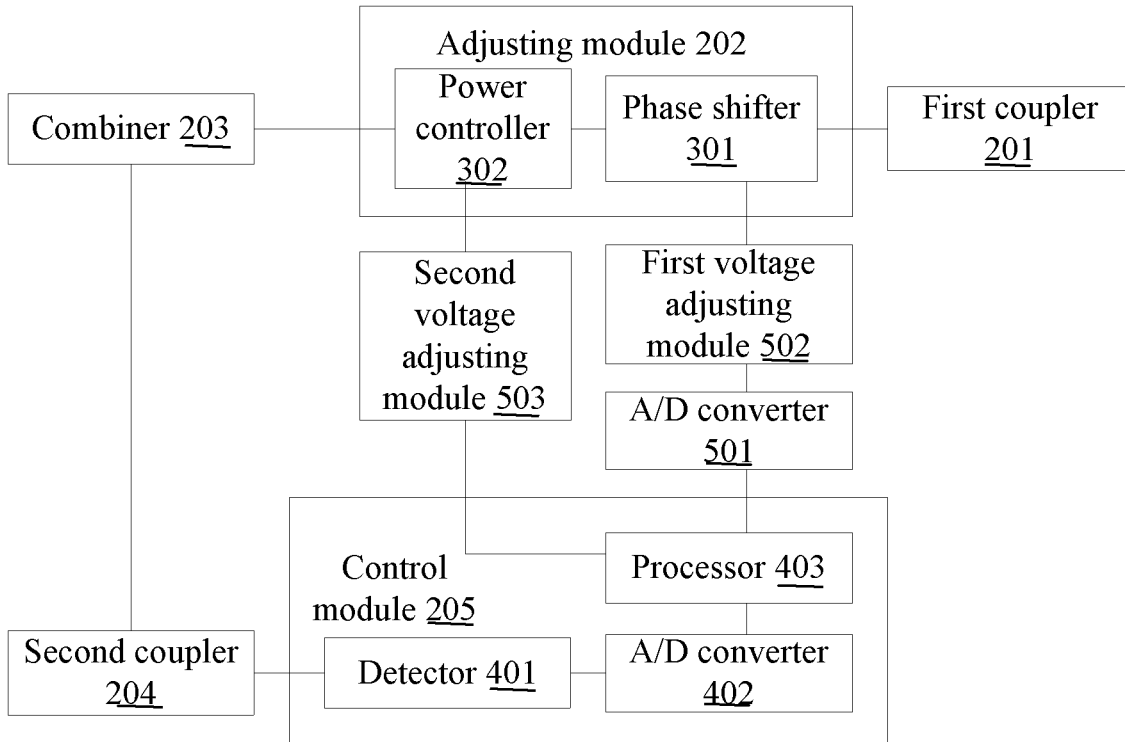 Adjusting module 202
Combiner 203
Power
controller
302
Phase shifter
301
First coupler
201
Second
voltage
adjusting
module 503
First voltage
adjusting
module 502
A/D converter
501
Control
module 205
Processor 403
Second coupler
204
Detector 401
A/D converter
402